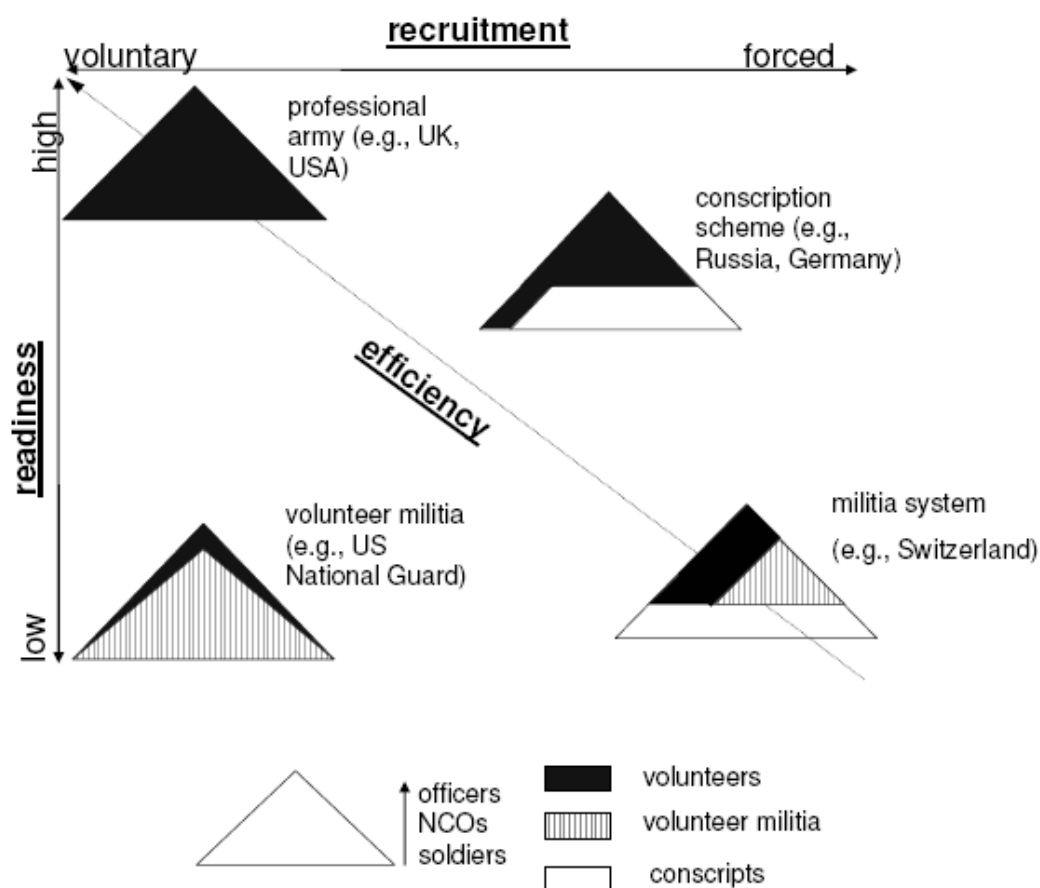 recruitment
voluntary
forced
high
professional
army (e.g., UK,
USA)
conscription
scheme (e.g.,
Russia, Germany)
efficiency
readiness
volunteer militia
(e.g., US
National Guard)
militia system
(e.g., Switzerland)
low
officers
NCOs
soldiers
volunteers
volunteer militia
conscripts